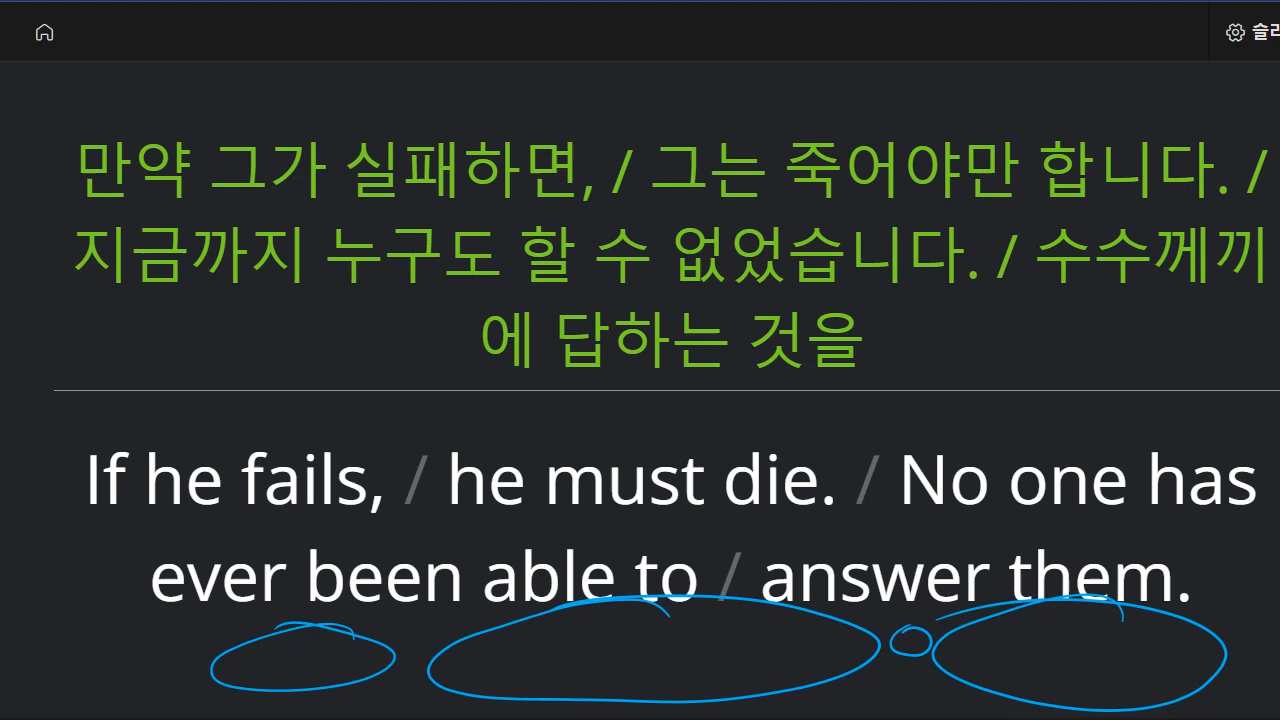 만약 그가 실패하면, / 그는 죽어야만 합니다. /
지금까지 누구도 할 수 없었습니다. / 수수께끼
에 답하는 것을
If he fails, / he must die. / No one has
ever been able to / answer them.